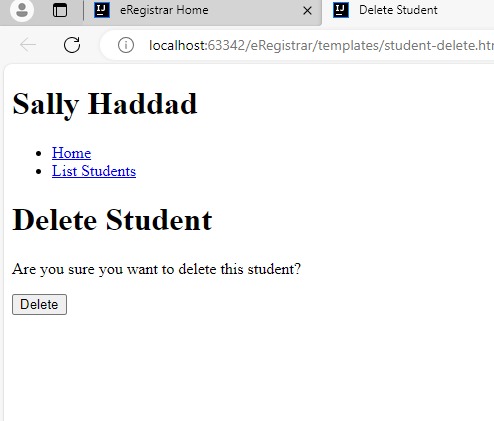 eRegistrar Home
Delete Student
localhost:63342/eRegistrar/templates/student-delete.htm
Sally Haddad
Home
List Students
Delete Student
Are you sure you want to delete this student?
Delete